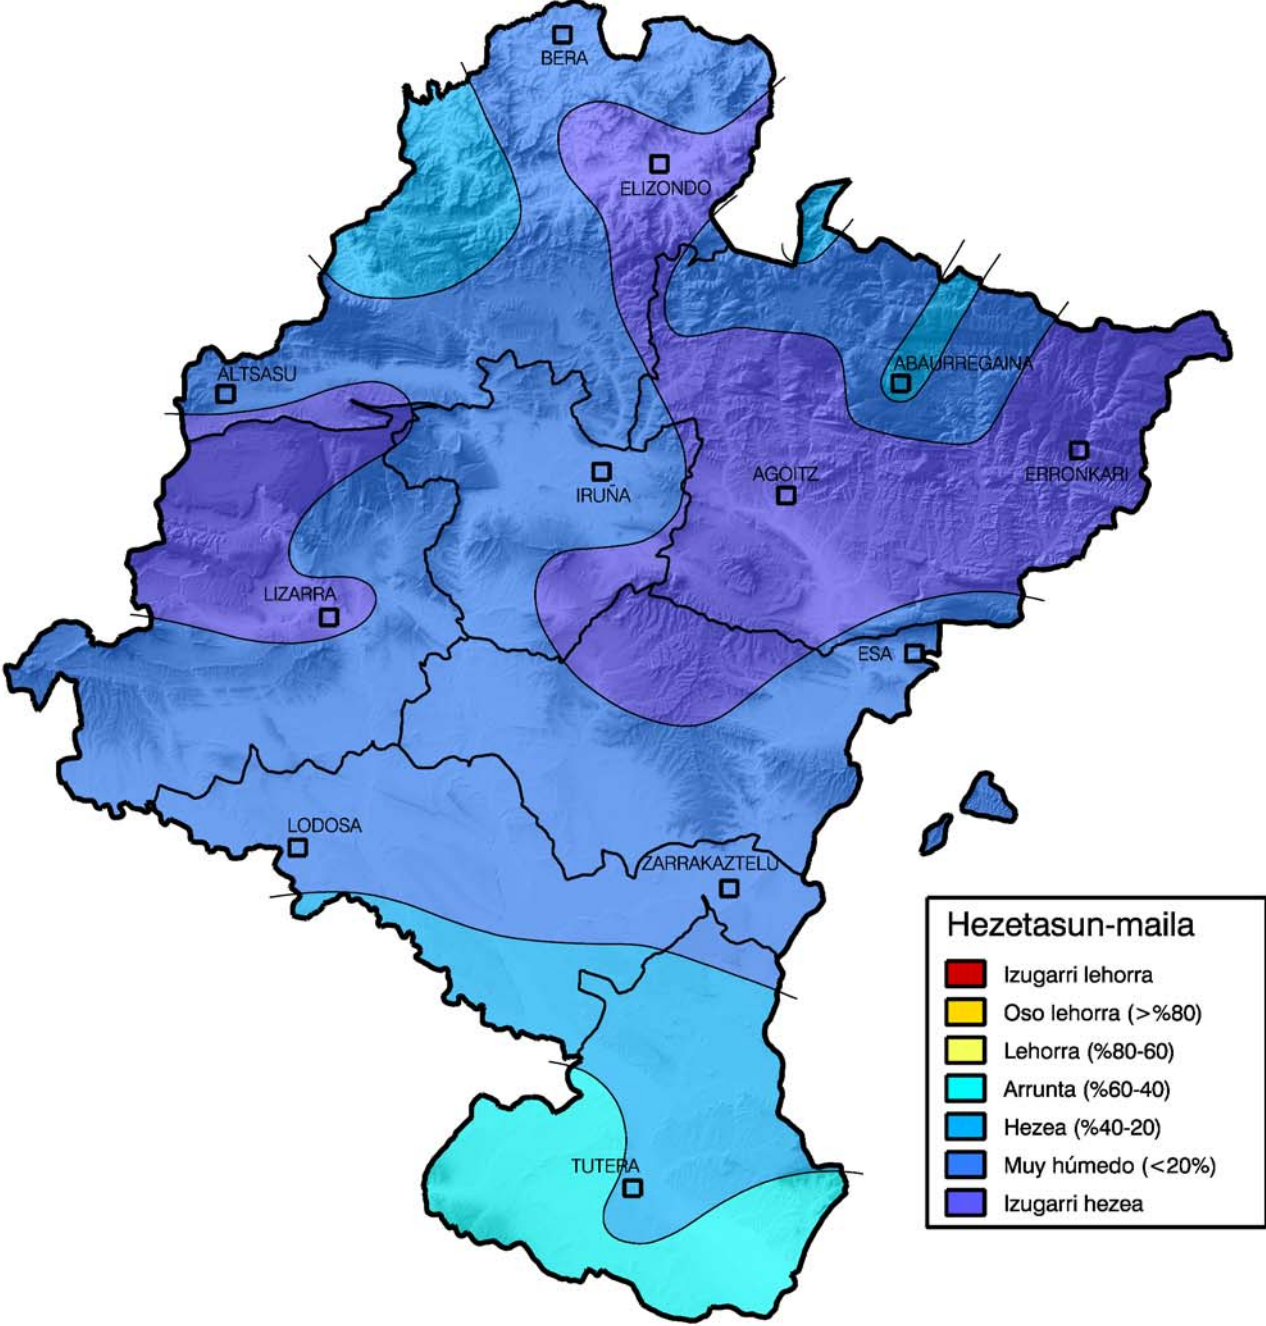 BERA
ELIZONDO
ALTSASU
ABAURREGAINA
IRUÑA
AGOITZ
ERRONKARI
LIZARRA
ESA
LODOSA
ZARRAKAZTELU
TUTERA
Hezetasun-maila
Izugarri lehorra
Oso lehorra (>%80)
Lehorra (%80-60)
Arrunta (%60-40)
Hezea (%40-20)
Muy húmedo (<20%)
Izugarri hezea